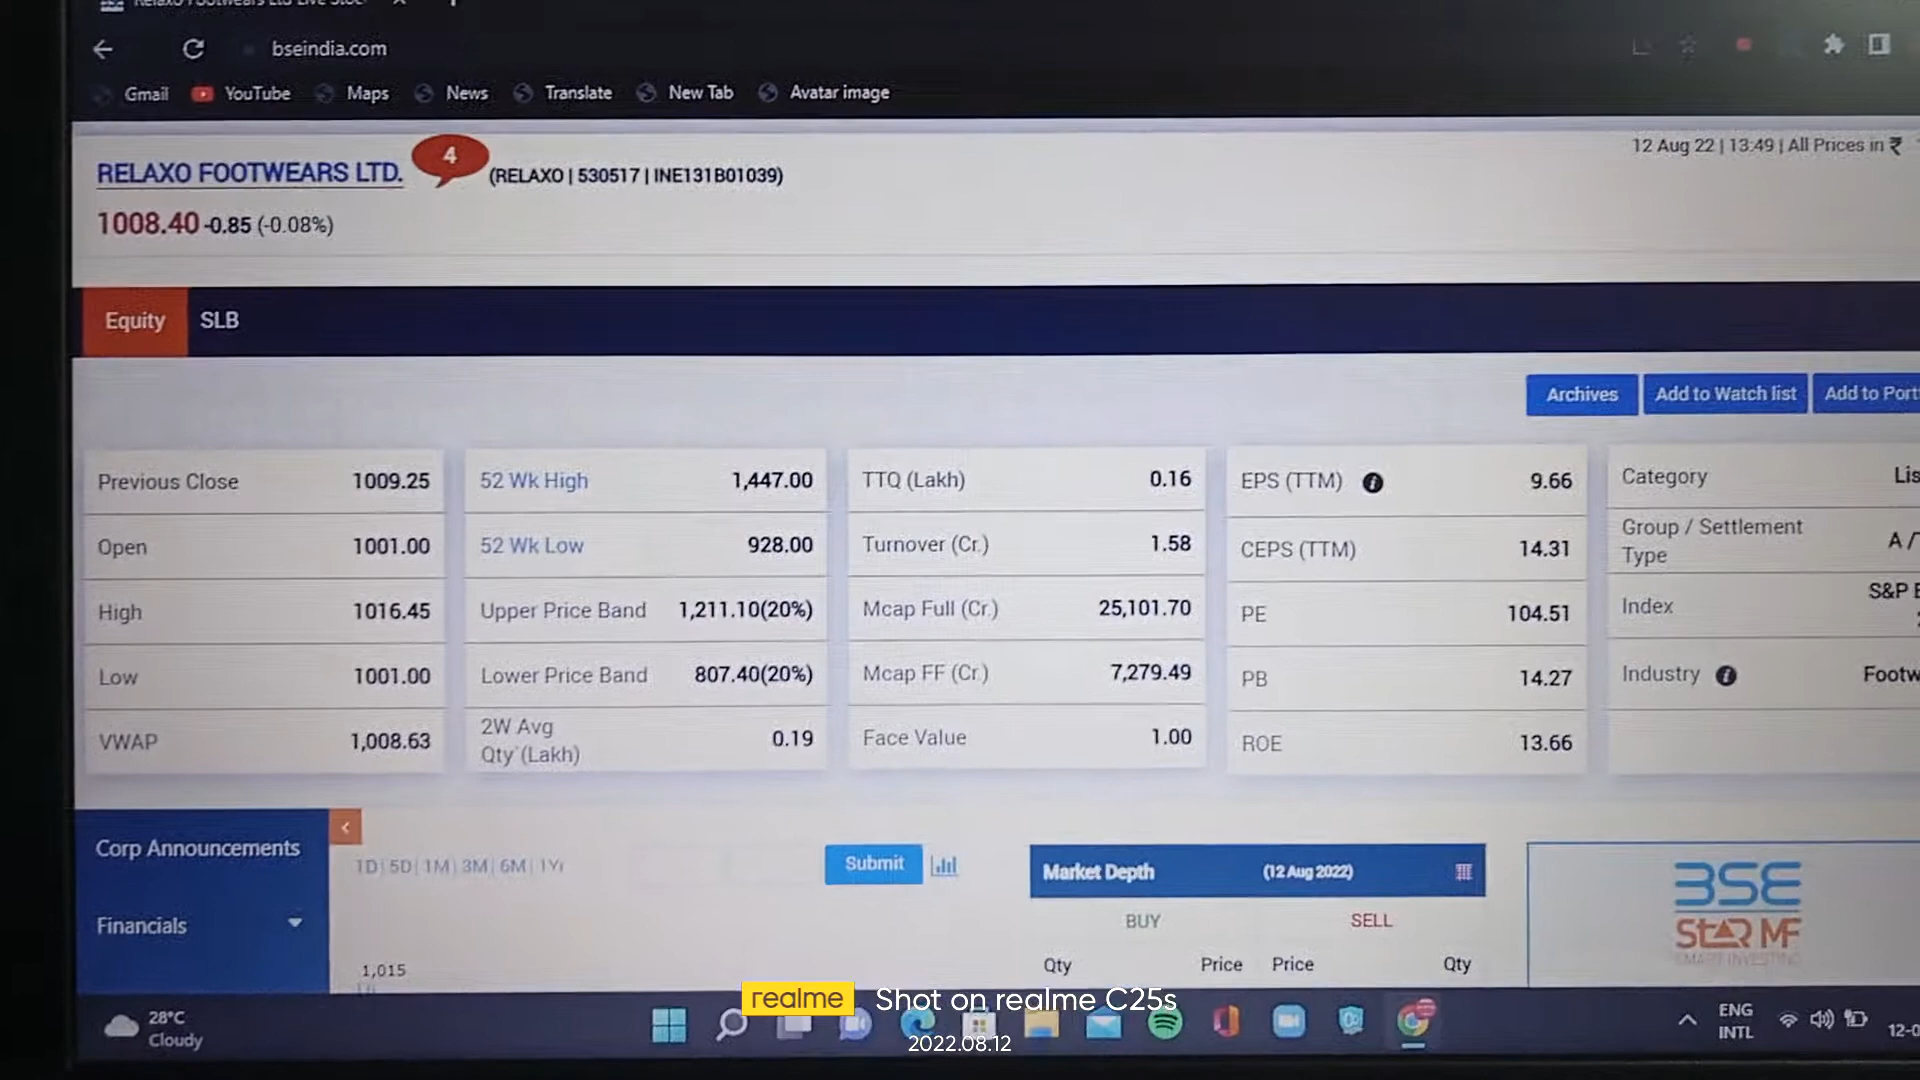 bseindia.com
Gmail YouTube Maps News Translate New Tab Avatar image
12 Aug 22 | 13:49 | All Prices in ₹
RELAXO FOOTWEARS LTD. 4 (RELAXO | 530517 | INE131B01039)
1008.40 -0.85 (-0.08%)
Equity SLB
Archives Add to Watch list Add to Port
Previous Close 1009.25
Open 1001.00
High 1016.45
Low 1001.00
VWAP 1,008.63
52 Wk High 1,447.00
52 Wk Low 928.00
Upper Price Band 1,211.10(20%)
Lower Price Band 807.40(20%)
2W Avg
Qty (Lakh) 0.19
TTQ (Lakh) 0.16
Turnover (Cr.) 1.58
Mcap Full (Cr.) 25,101.70
Mcap FF (Cr.) 7,279.49
Face Value 1.00
EPS (TTM) 9.66
CEPS (TTM) 14.31
PE 104.51
PB 14.27
ROE 13.66
Category Lis
Group / Settlement
Type A /
Index S&P
Industry Footw
Corp Announcements
Financials
1D| 5D| 1M| 3M| 6M| 1Yr
Submit
1,015
Market Depth (12 Aug 2022)
BUY SELL
Qty Price Price Qty
BSE
StAR MF
SMART INVESTING
28°C
Cloudy
realme Shot on realme C25s
2022.08.12
ENG
INTL
12-0